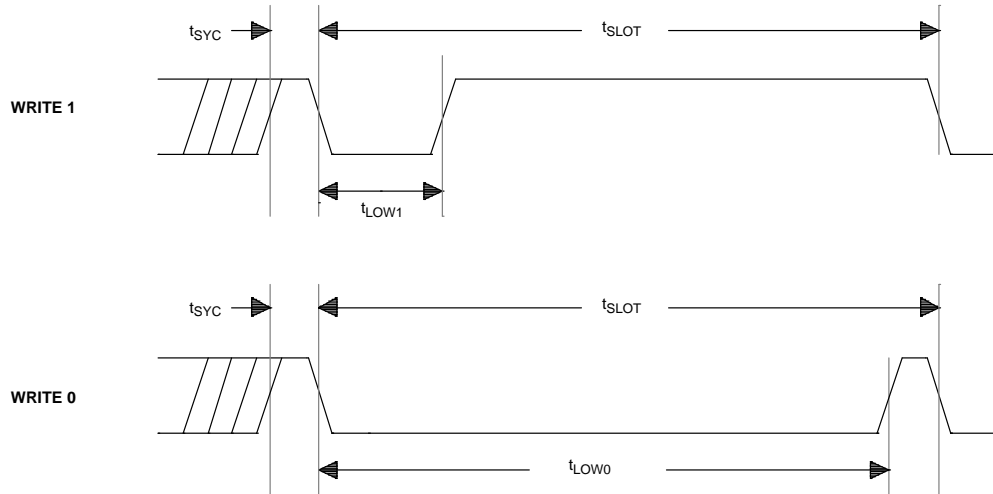 tSYC
tSLOT
WRITE 1
tLOW1
tSYC
tSLOT
WRITE 0
tLOW0